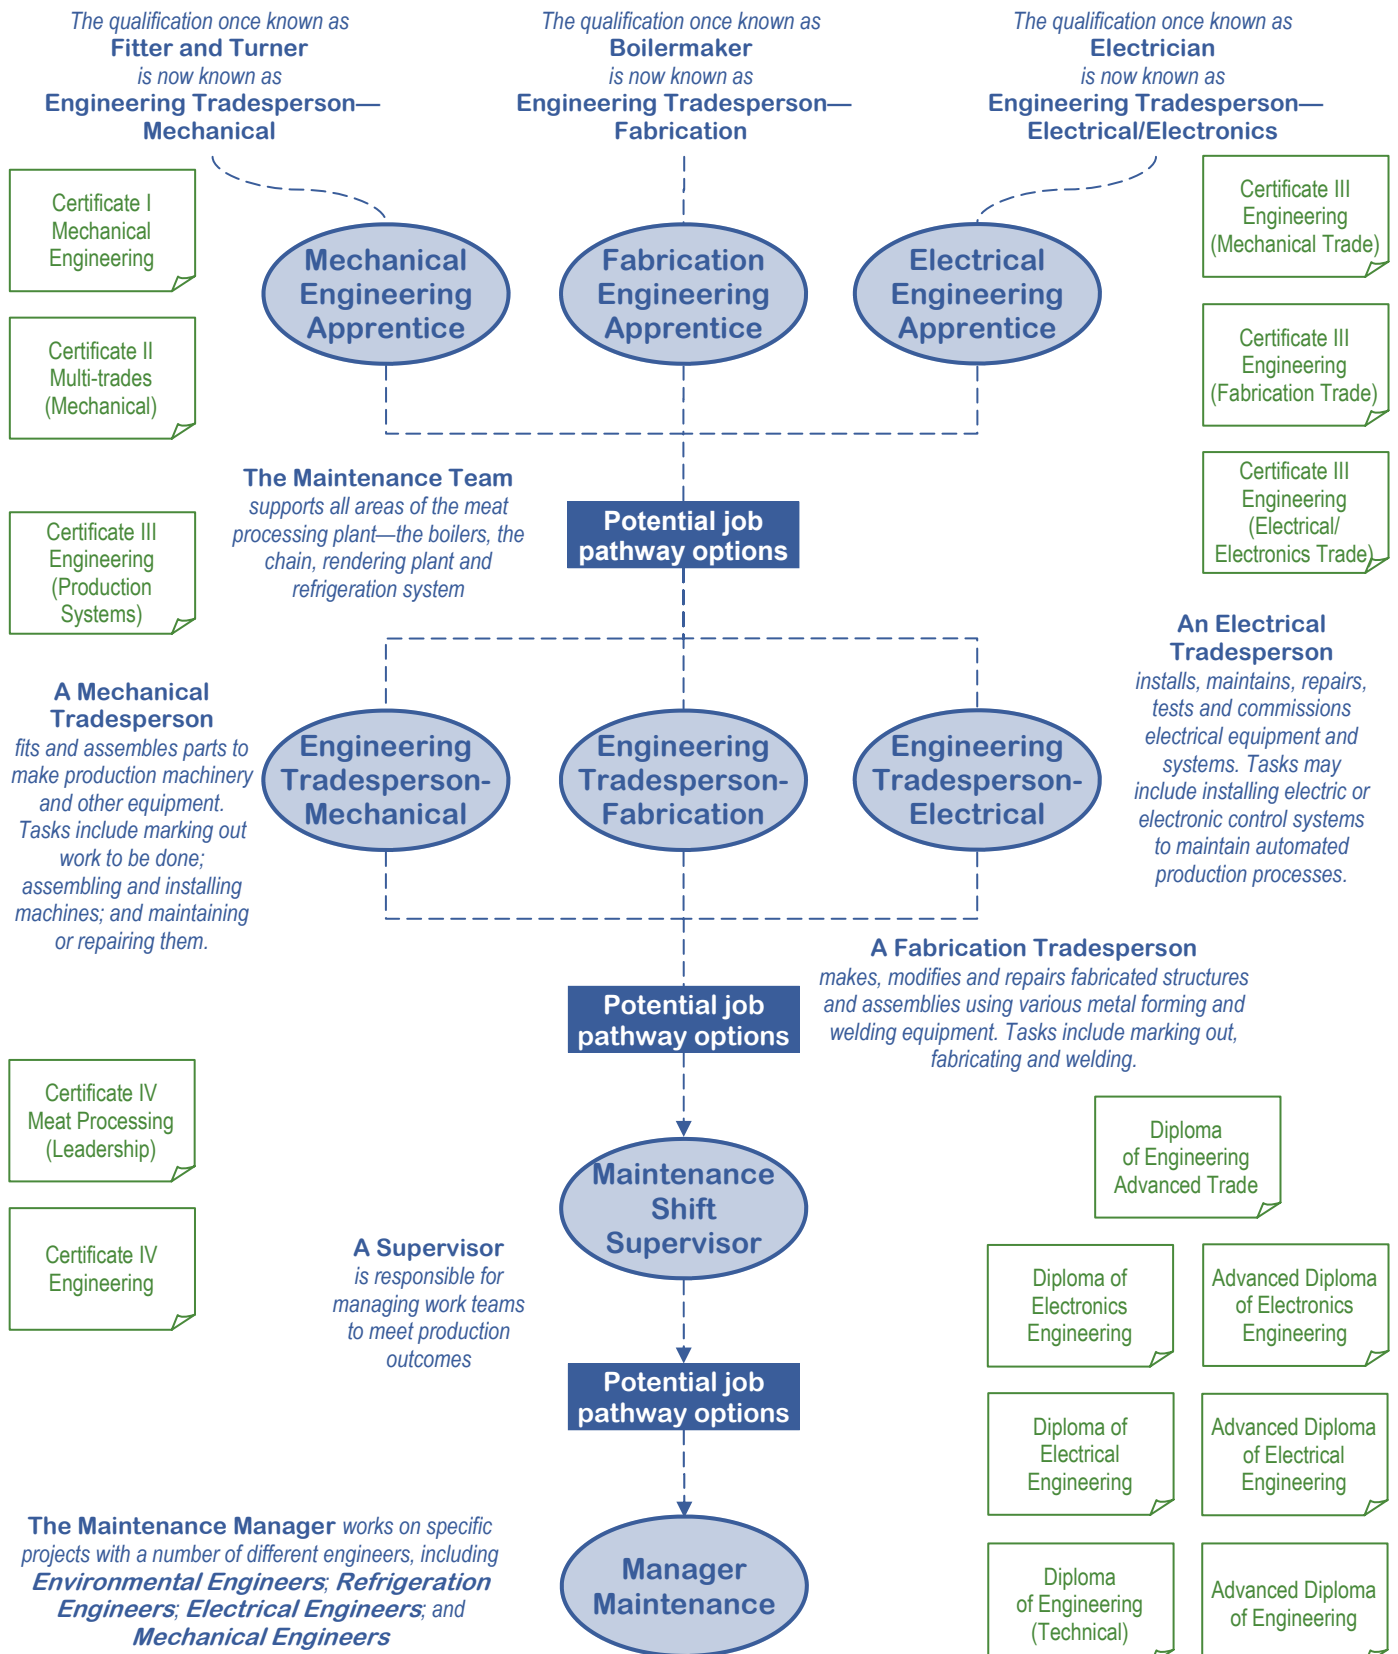 The qualification once known as
Fitter and Turner
is now known as
Engineering Tradesperson—
Mechanical
The qualification once known as
Boilermaker
is now known as
Engineering Tradesperson—
Fabrication
The qualification once known as
Electrician
is now known as
Engineering Tradesperson—
Electrical/Electronics
Certificate I
Mechanical
Engineering
Mechanical
Engineering
Apprentice
Fabrication
Engineering
Apprentice
Electrical
Engineering
Apprentice
Certificate III
Engineering
(Mechanical Trade)
Certificate II
Multi-trades
(Mechanical)
Certificate III
Engineering
(Fabrication Trade)
The Maintenance Team
supports all areas of the meat
processing plant—the boilers, the
chain, rendering plant and
refrigeration system
Potential job
pathway options
Certificate III
Engineering
(Electrical/
Electronics Trade)
Certificate III
Engineering
(Production
Systems)
A Mechanical
Tradesperson
fits and assembles parts to
make production machinery
and other equipment.
Tasks include marking out
work to be done;
assembling and installing
machines; and maintaining
or repairing them.
Engineering
Tradesperson-
Mechanical
Engineering
Tradesperson-
Fabrication
Engineering
Tradesperson-
Electrical
An Electrical
Tradesperson
installs, maintains, repairs,
tests and commissions
electrical equipment and
systems. Tasks may
include installing electric or
electronic control systems
to maintain automated
production processes.
Potential job
pathway options
A Fabrication Tradesperson
makes, modifies and repairs fabricated structures
and assemblies using various metal forming and
welding equipment. Tasks include marking out,
fabricating and welding.
Certificate IV
Meat Processing
(Leadership)
Maintenance
Shift
Supervisor
Diploma
of Engineering
Advanced Trade
Certificate IV
Engineering
A Supervisor
is responsible for
managing work teams
to meet production
outcomes
Diploma of
Electronics
Engineering
Advanced Diploma
of Electronics
Engineering
Potential job
pathway options
Diploma of
Electrical
Engineering
Advanced Diploma
of Electrical
Engineering
The Maintenance Manager works on specific
projects with a number of different engineers, including
Environmental Engineers; Refrigeration
Engineers; Electrical Engineers; and
Mechanical Engineers
Manager
Maintenance
Diploma
of Engineering
(Technical)
Advanced Diploma
of Engineering